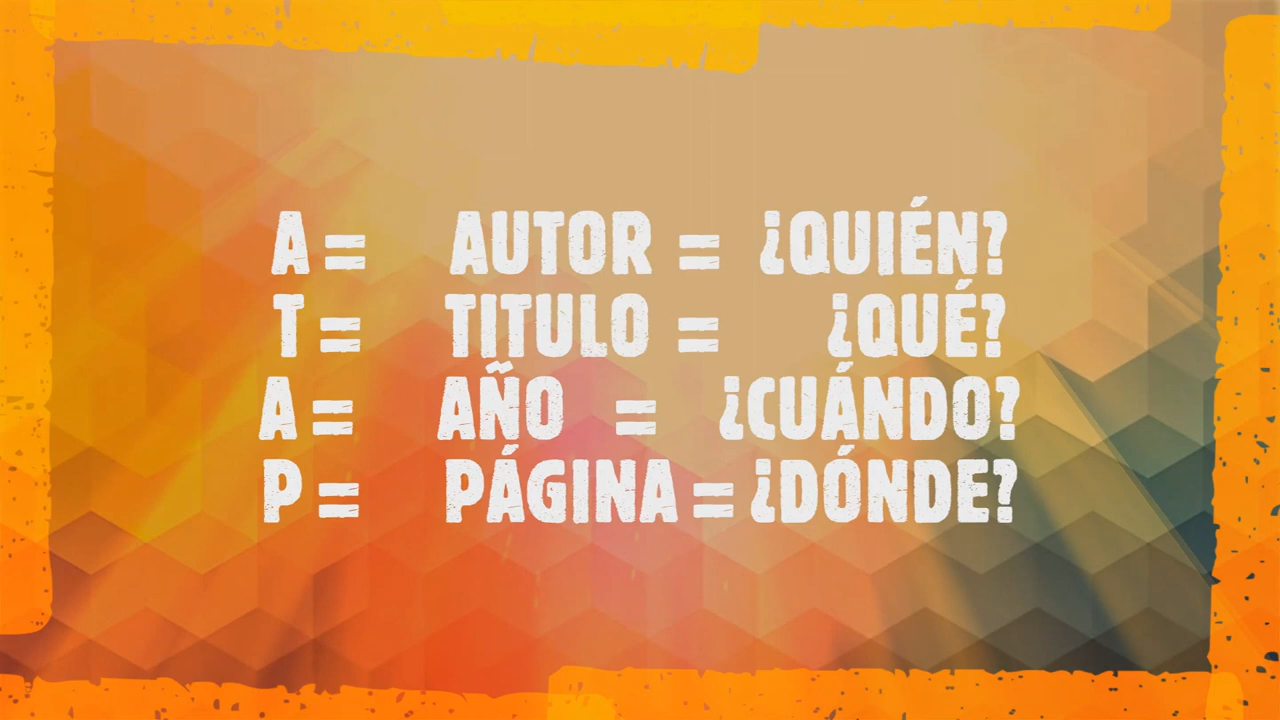 A = AUTOR = ¿QUIÉN?
T = TITULO = ¿QUÉ?
A = AÑO = ¿CUÁNDO?
P = PÁGINA = ¿DÓNDE?